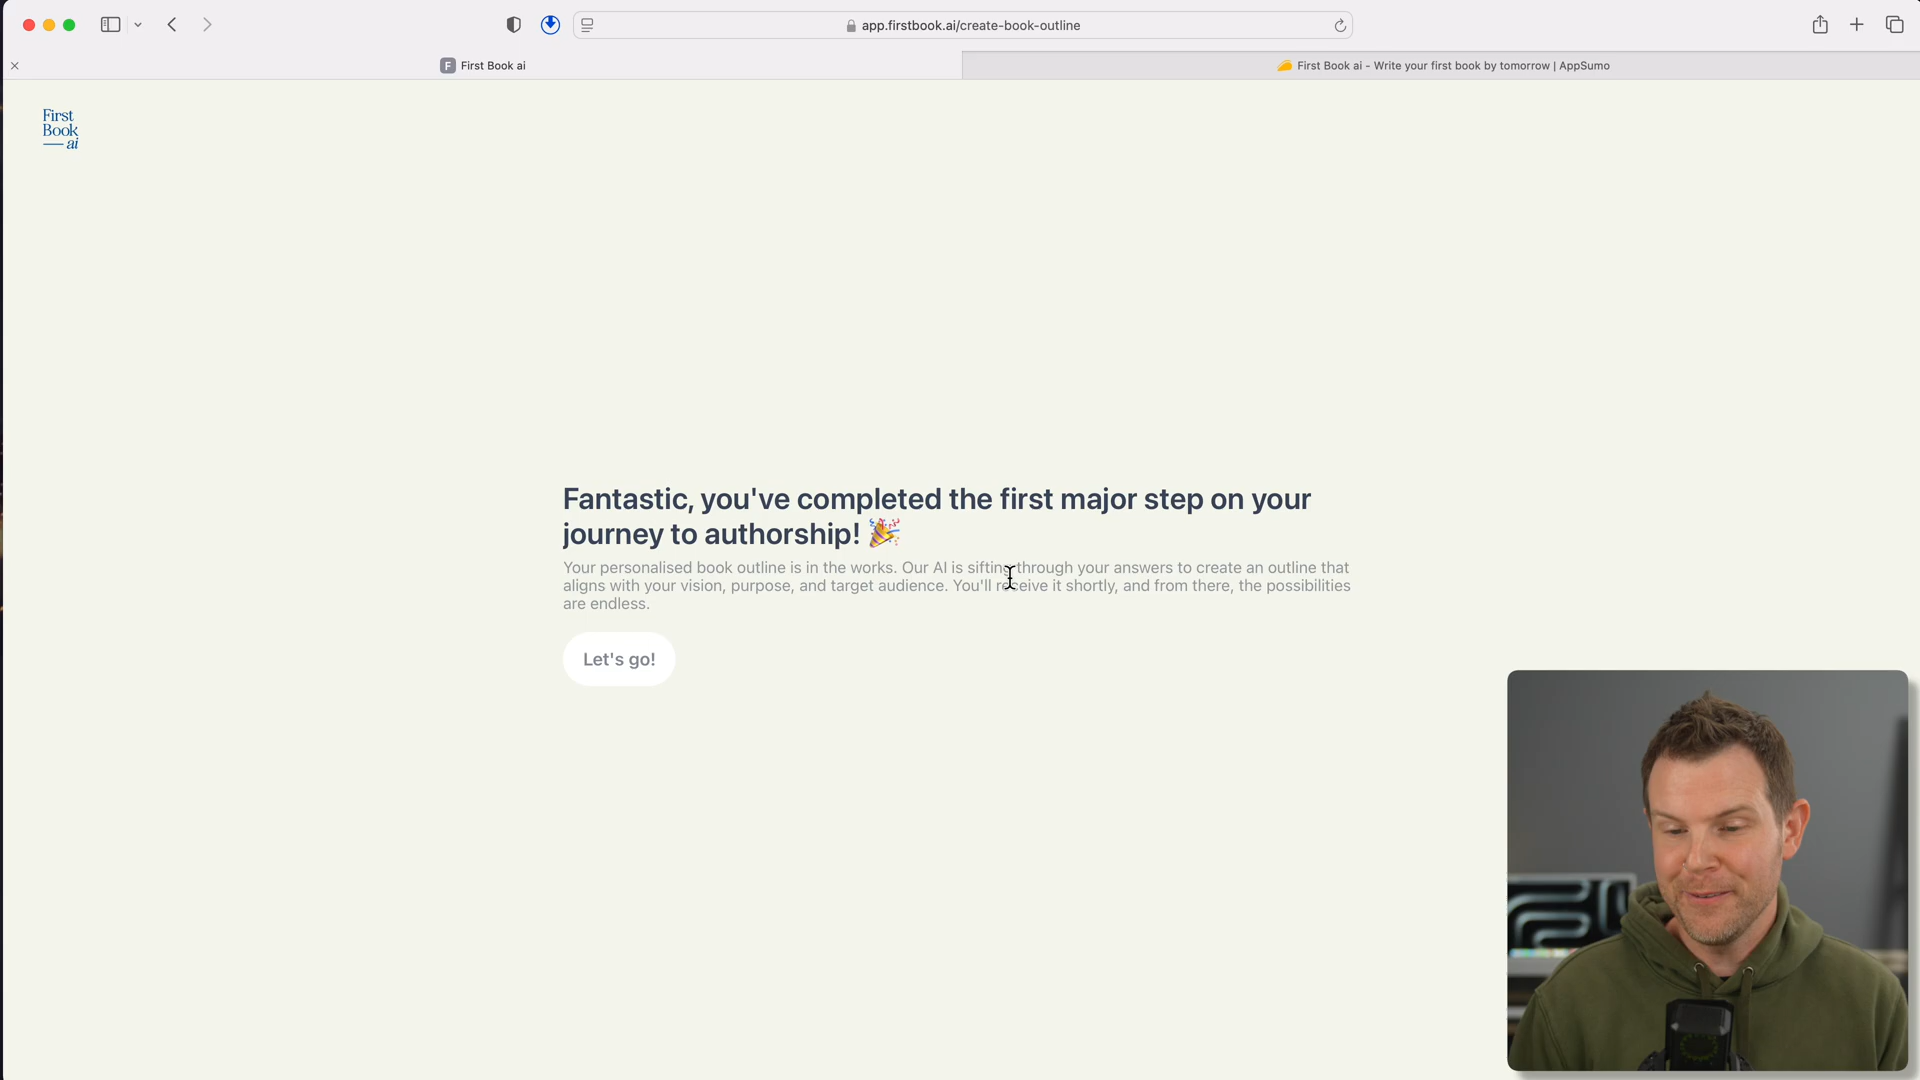 app.firstbook.ai/create-book-outline
F First Book ai
First Book ai - Write your first book by tomorrow | AppSumo
First
Book
— ai
Fantastic, you've completed the first major step on your
journey to authorship! 🎉
Your personalised book outline is in the works. Our AI is sifting through your answers to create an outline that
aligns with your vision, purpose, and target audience. You'll receive it shortly, and from there, the possibilities
are endless.
Let's go!